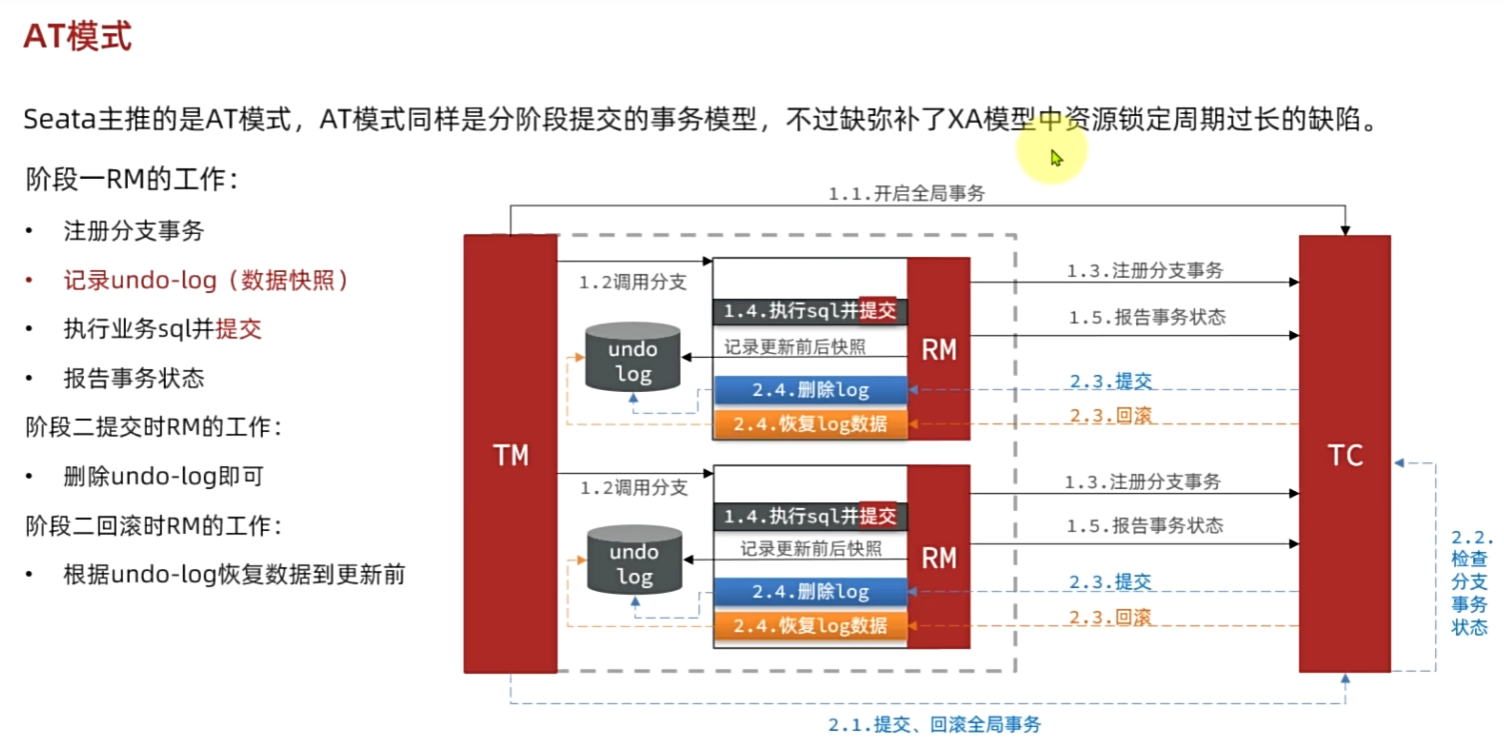 AT模式
Seata主推的是AT模式，AT模式同样是分阶段提交的事务模型，不过缺弥补了XA模型中资源锁定周期过长的缺陷。
阶段一RM的工作：
• 注册分支事务
• 记录undo-log（数据快照）
• 执行业务sql并提交
• 报告事务状态
阶段二提交时RM的工作：
• 删除undo-log即可
阶段二回滚时RM的工作：
• 根据undo-log恢复数据到更新前
1.1.开启全局事务
TM
1.2调用分支
undo
log
1.4.执行sql并提交
记录更新前后快照
2.4.删除log
2.4.恢复log数据
RM
1.3.注册分支事务
1.5.报告事务状态
2.3.提交
2.3.回滚
1.2调用分支
undo
log
1.4.执行sql并提交
记录更新前后快照
2.4.删除log
2.4.恢复log数据
RM
1.3.注册分支事务
1.5.报告事务状态
2.3.提交
2.3.回滚
TC
2.2.
检查
分支
事务
状态
2.1.提交、回滚全局事务